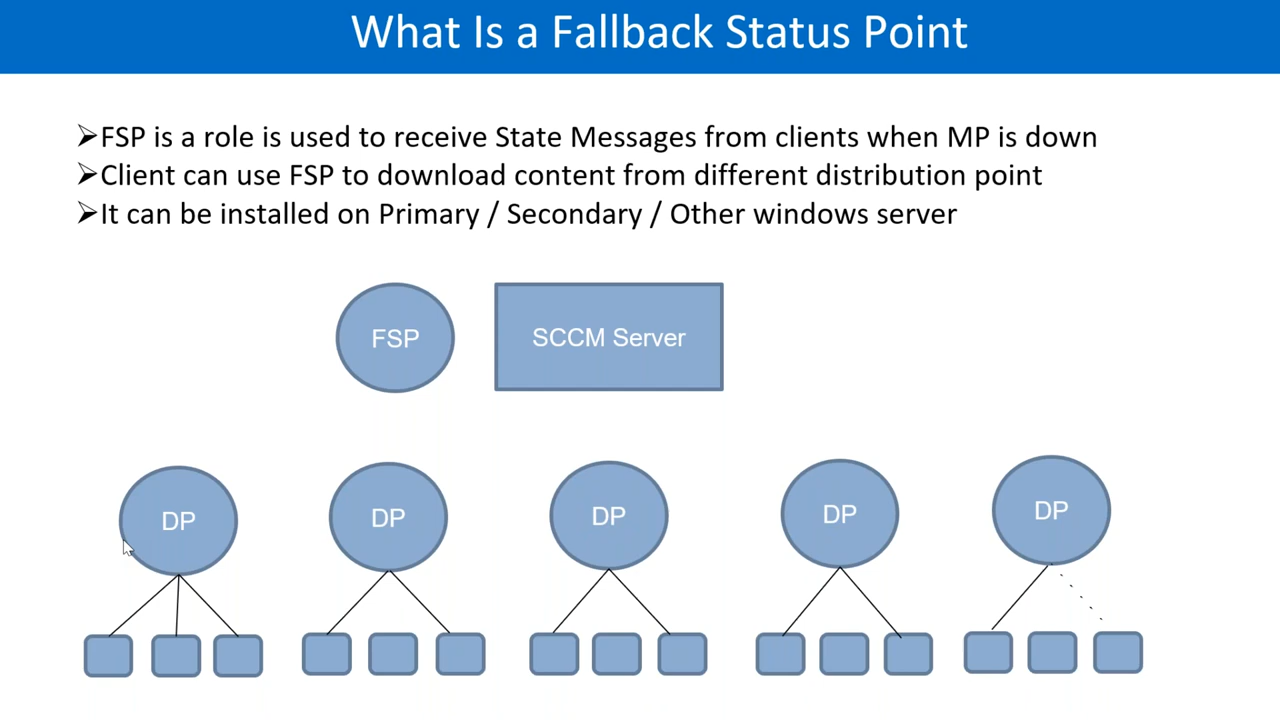 What Is a Fallback Status Point
➢FSP is a role is used to receive State Messages from clients when MP is down
➢Client can use FSP to download content from different distribution point
➢It can be installed on Primary / Secondary / Other windows server
FSP
SCCM Server
DP
DP
DP
DP
DP